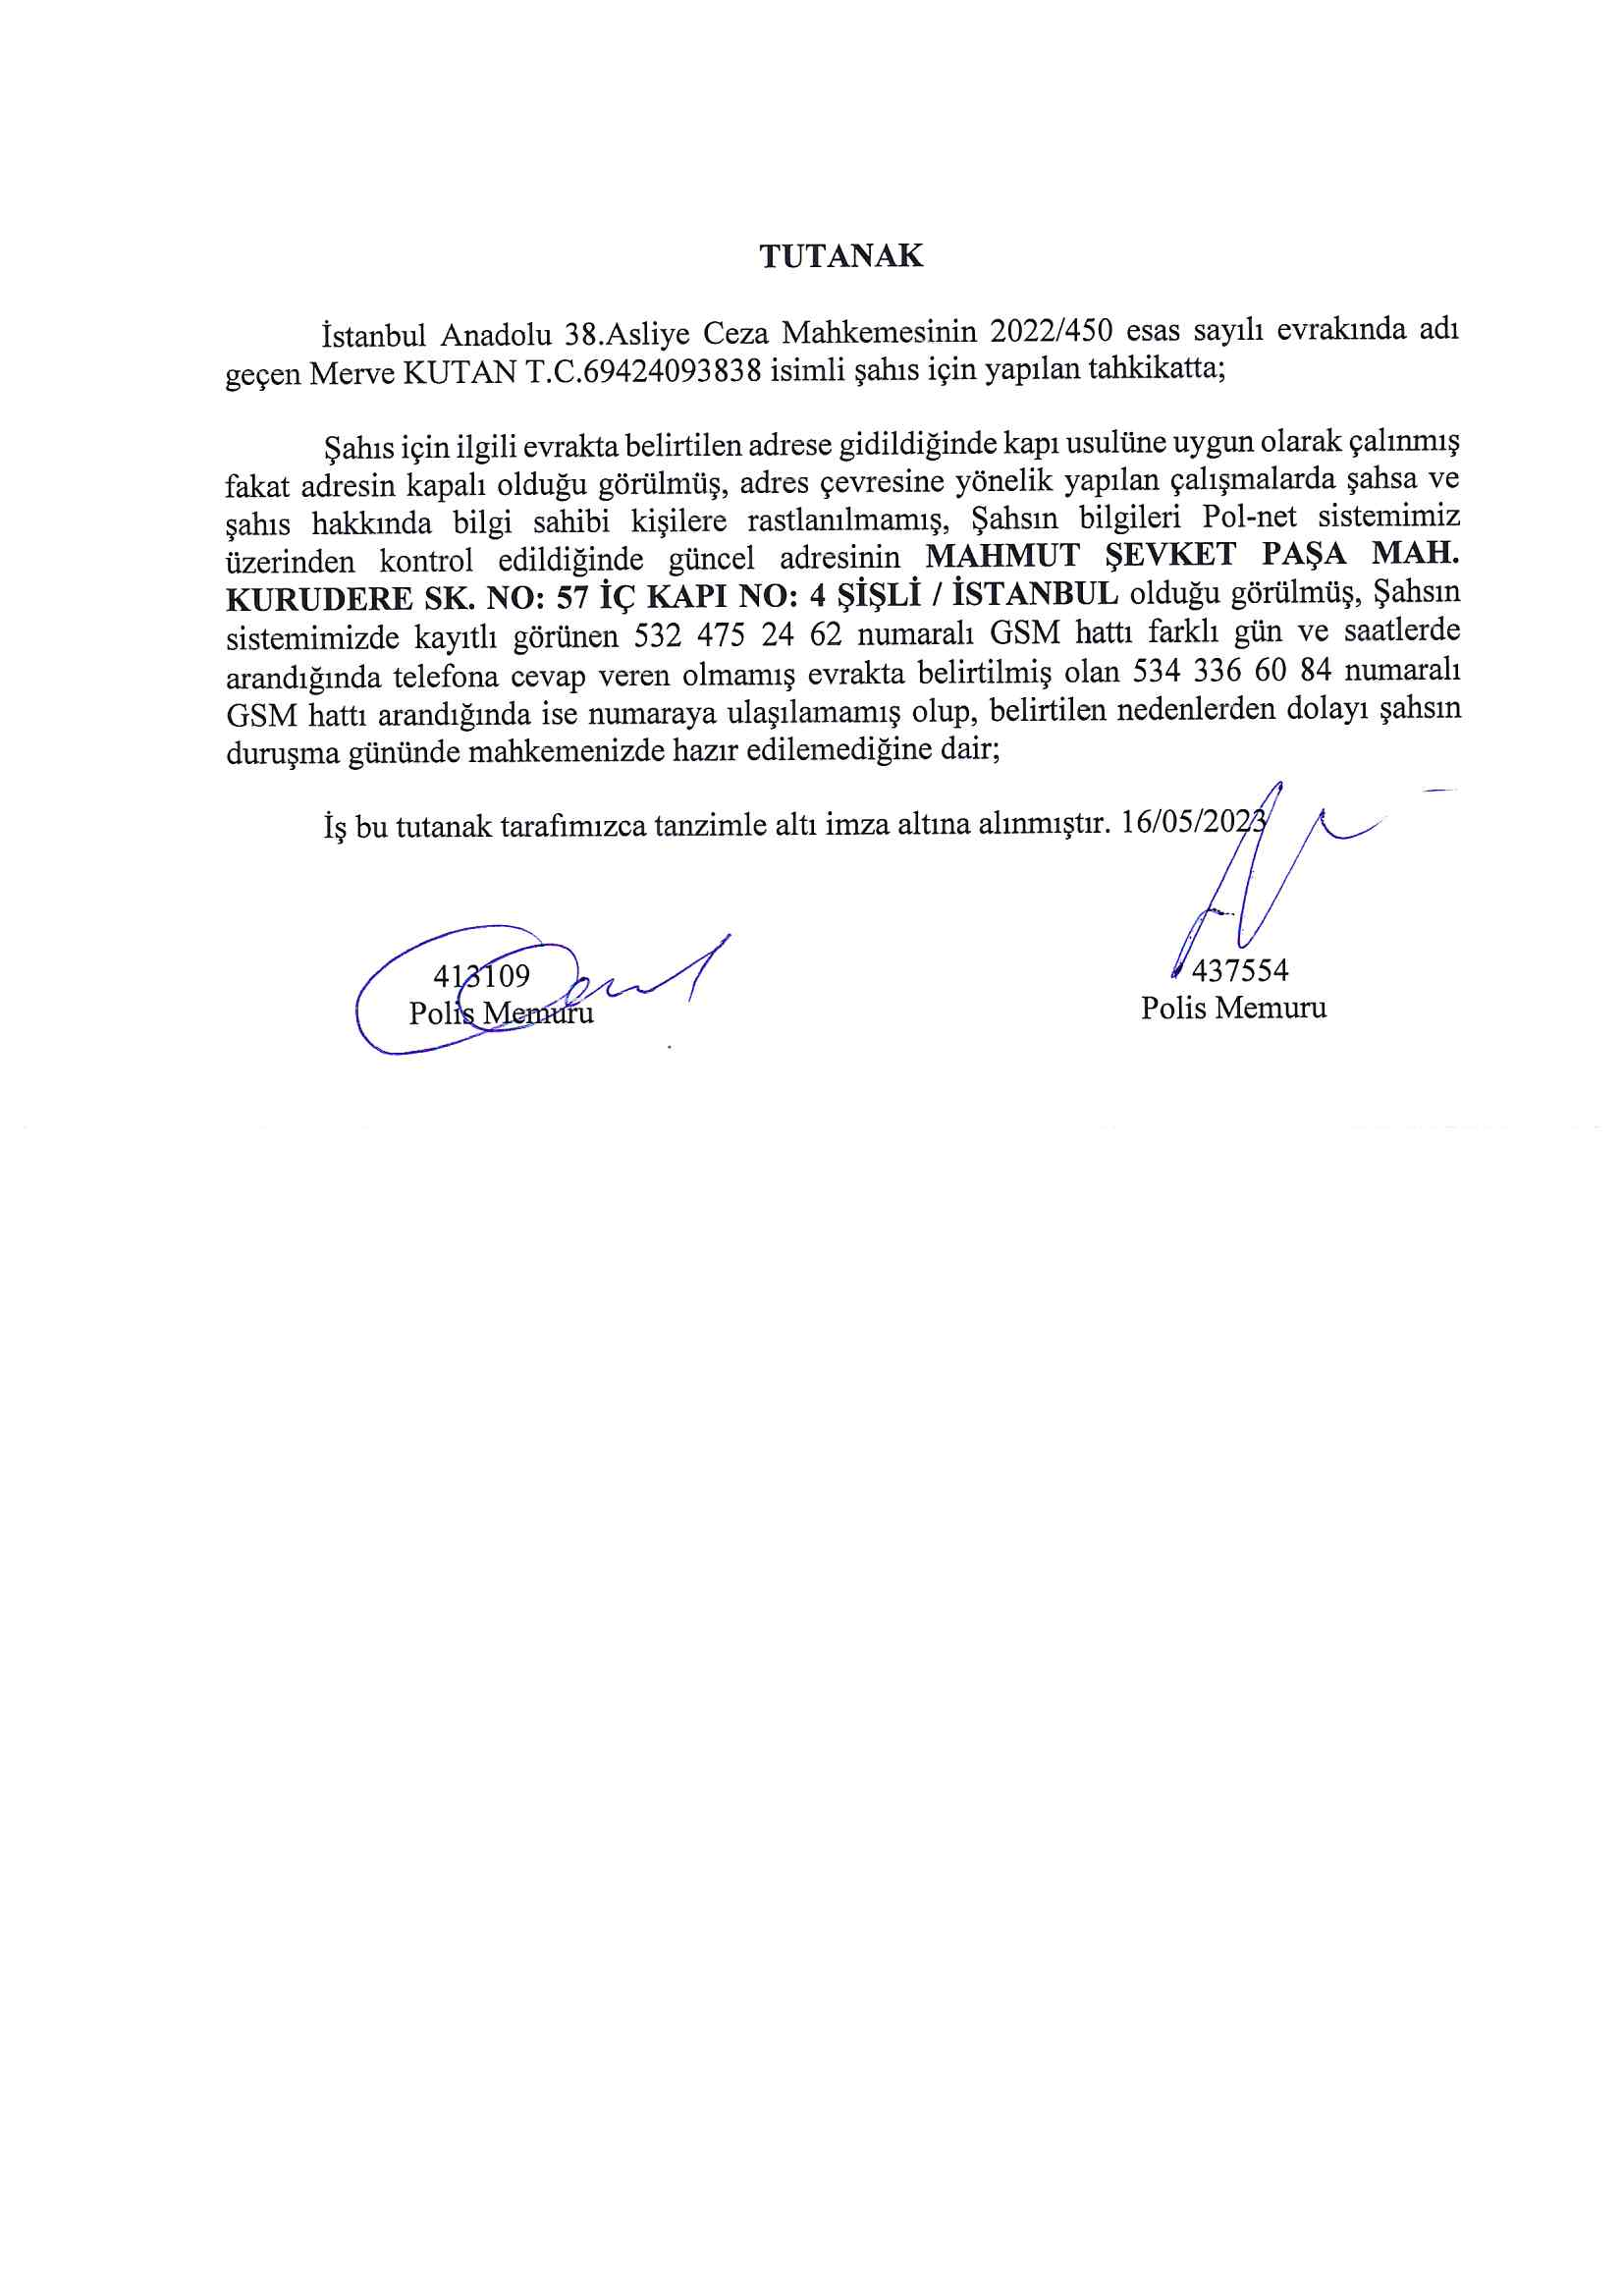 TUTANAK
İstanbul Anadolu 38.Asliye Ceza Mahkemesinin 2022/450 esas sayılı evrakında adı
geçen Merve KUTAN T.C.69424093838 isimli şahıs için yapılan tahkikatta;
Şahıs için ilgili evrakta belirtilen adrese gidildiğinde kapı usulüne uygun olarak çalınmış
fakat adresin kapalı olduğu görülmüş, adres çevresine yönelik yapılan çalışmalarda şahsa ve
şahıs hakkında bilgi sahibi kişilere rastlanılmamış, Şahsın bilgileri Pol-net sistemimiz
üzerinden kontrol edildiğinde güncel adresinin MAHMUT ŞEVKET PAŞA MAH.
KURUDERE SK. NO: 57 İÇ KAPI NO: 4 ŞİŞLİ / İSTANBUL olduğu görülmüş, Şahsın
sistemimizde kayıtlı görünen 532 475 24 62 numaralı GSM hattı farklı gün ve saatlerde
arandığında telefona cevap veren olmamış evrakta belirtilmiş olan 534 336 60 84 numaralı
GSM hattı arandığında ise numaraya ulaşılamamış olup, belirtilen nedenlerden dolayı şahsın
duruşma gününde mahkemenizde hazır edilemediğine dair;
İş bu tutanak tarafımızca tanzimle altı imza altına alınmıştır. 16/05/2023
413109
Polis Memuru
437554
Polis Memuru